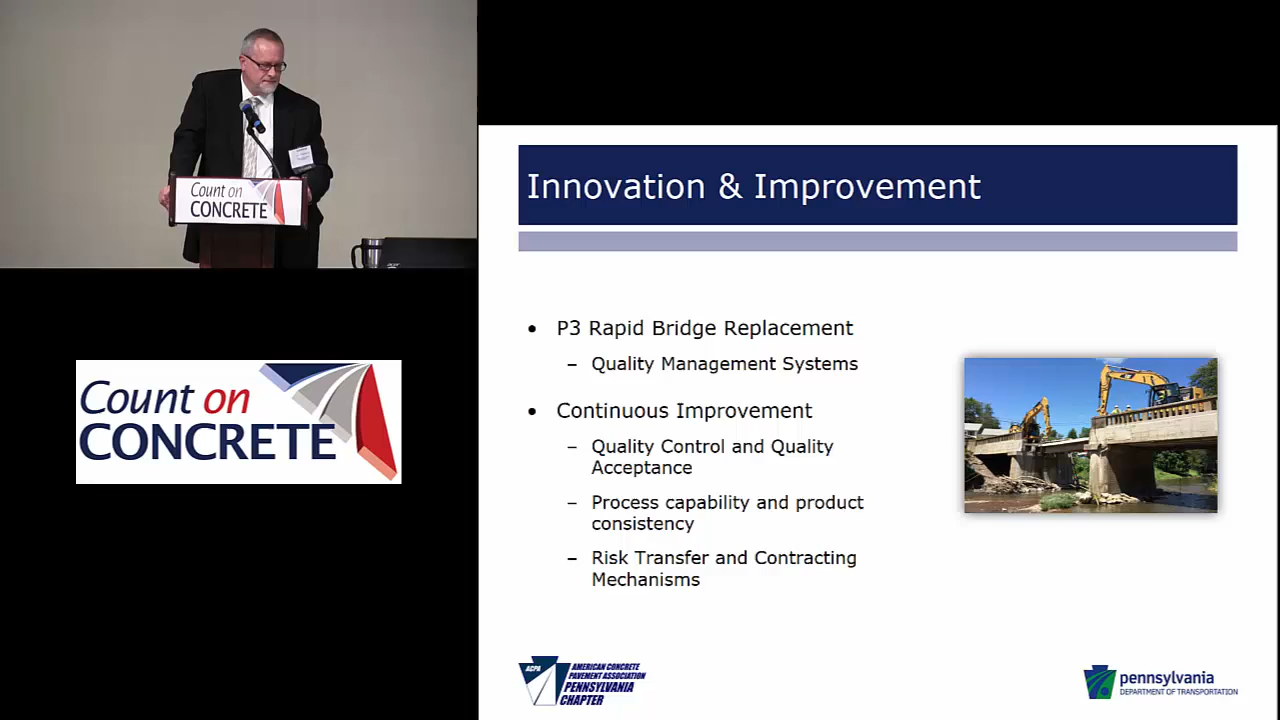 Count on
CONCRETE
Count on
CONCRETE
Innovation & Improvement
• P3 Rapid Bridge Replacement
– Quality Management Systems
• Continuous Improvement
– Quality Control and Quality
Acceptance
– Process capability and product
consistency
– Risk Transfer and Contracting
Mechanisms
ACPA
AMERICAN CONCRETE
PAVEMENT ASSOCIATION
PENNSYLVANIA
CHAPTER
pennsylvania
DEPARTMENT OF TRANSPORTATION